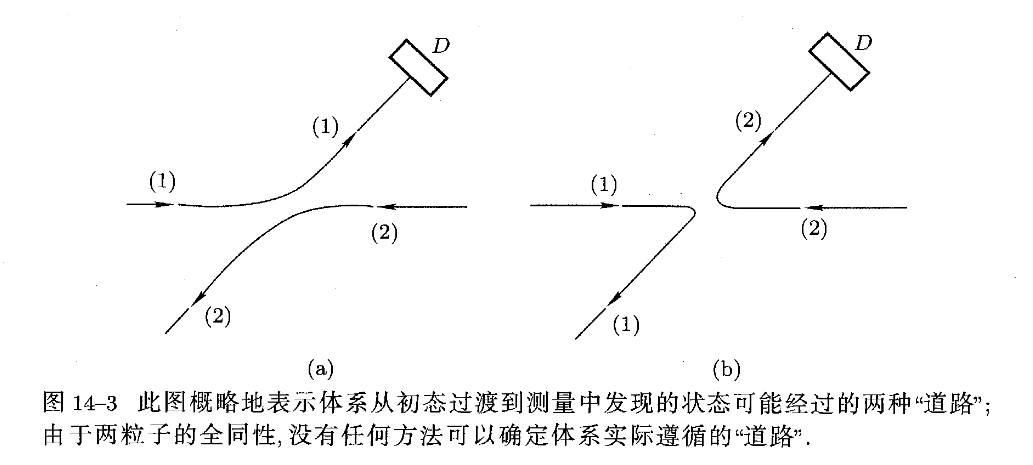 D
D
(1)
(2)
(1)
(1)
(2)
(2)
(2)
(1)
(a)
(b)
图 14–3 此图概略地表示体系从初态过渡到测量中发现的状态可能经过的两种“道路”;
由于两粒子的全同性, 没有任何方法可以确定体系实际遵循的“道路”.